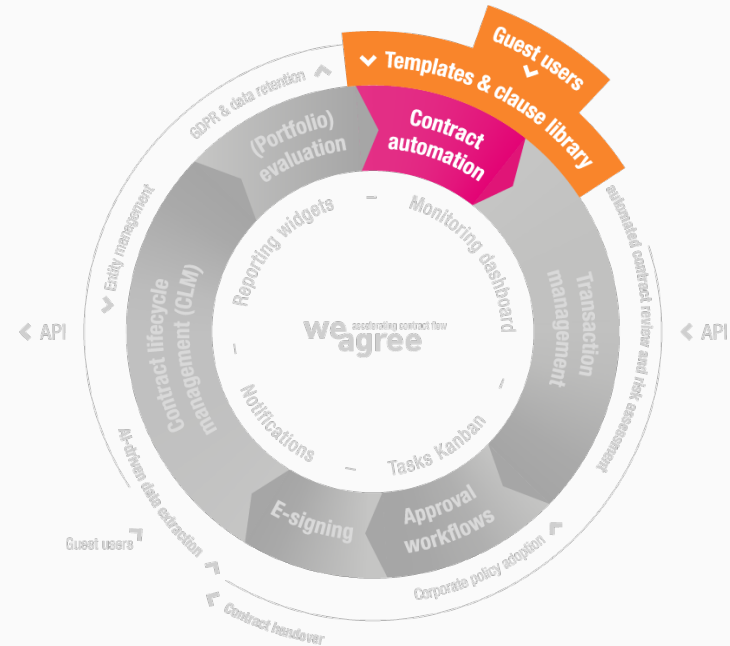 Guest users
Templates & clause library
Contract
automation
GDPR & data retention
(Portfolio)
evaluation
Entity management
Reporting widgets
Monitoring dashboard
automated contract review and risk assessment
Transaction
management
Contract lifecycle
management (CLM)
API
weagree
accelerating contract flow
API
Notifications
Tasks Kanban
AI-driven data extraction
E-signing
Approval
workflows
Guest users
Corporate policy adoption
Contract handover